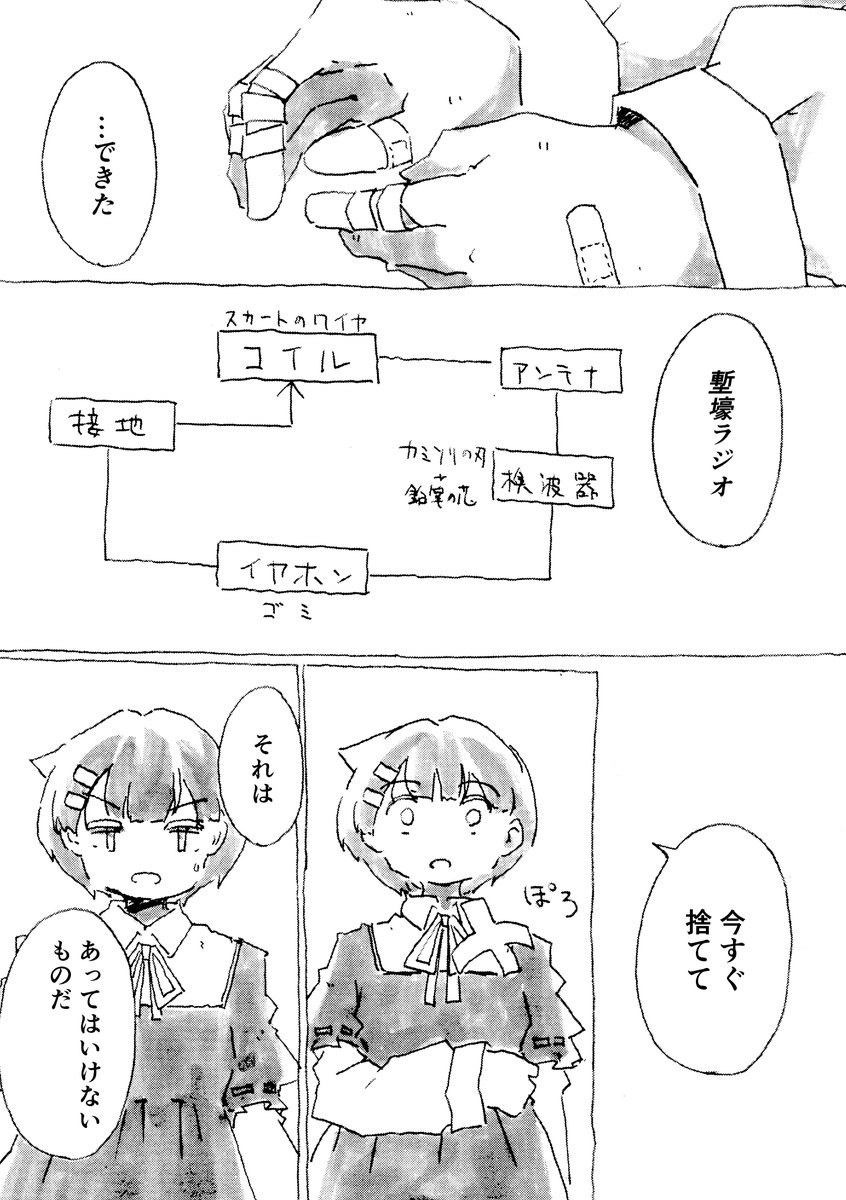 …できた
塹壕ラジオ
スカートのワイヤ
コイル
アンテナ
接地
カミソリの刃
+
鉛筆の芯
検波器
イヤホン
ゴミ
今すぐ
捨てて
ぽろ
それは
あってはいけない
ものだ